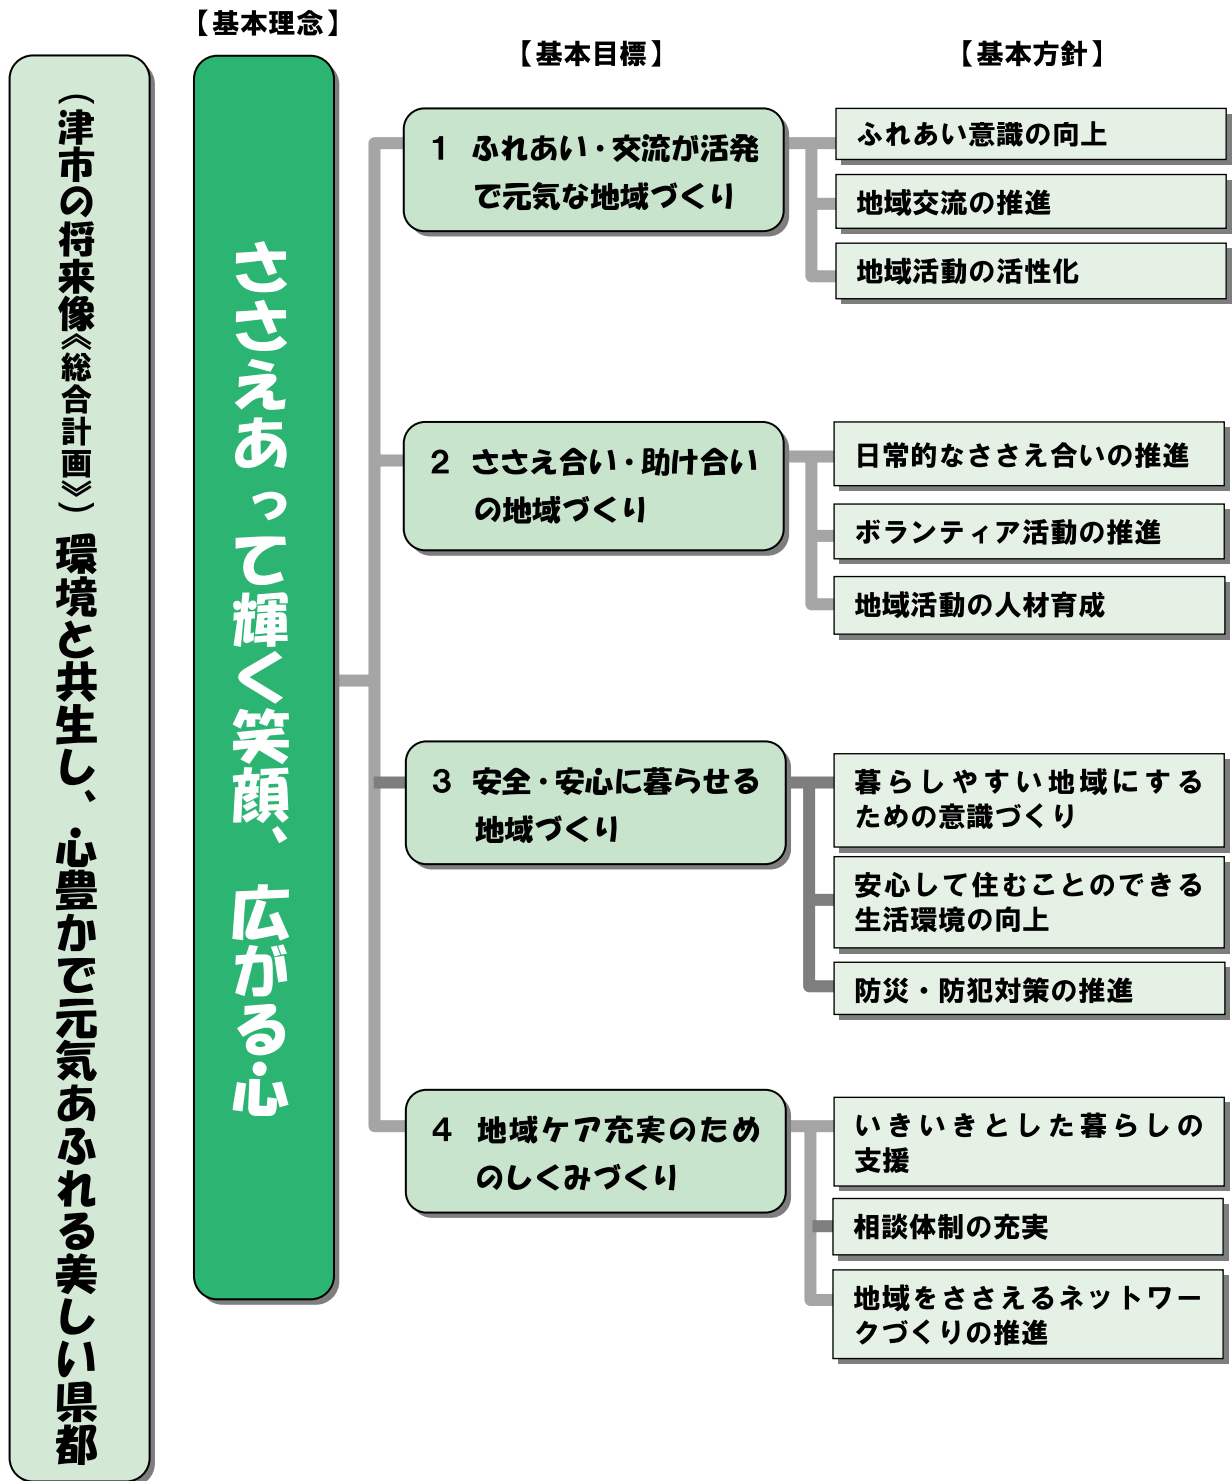 （津市の将来像《総合計画》）環境と共生し、心豊かで元気あふれる美しい県都
【基本理念】
ささえあって輝く笑顔、広がる心
【基本目標】
【基本方針】
1 ふれあい・交流が活発
で元気な地域づくり
ふれあい意識の向上
地域交流の推進
地域活動の活性化
2 ささえ合い・助け合い
の地域づくり
日常的なささえ合いの推進
ボランティア活動の推進
地域活動の人材育成
3 安全・安心に暮らせる
地域づくり
暮らしやすい地域にする
ための意識づくり
安心して住むことのできる
生活環境の向上
防災・防犯対策の推進
4 地域ケア充実のため
のしくみづくり
いきいきとした暮らしの
支援
相談体制の充実
地域をささえるネットワー
クづくりの推進